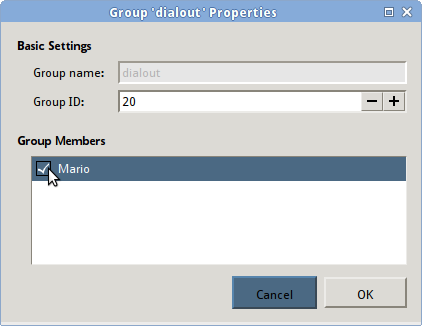 Group 'dialout' Properties
Basic Settings
Group name: dialout
Group ID: 20
Group Members
Mario
Cancel OK